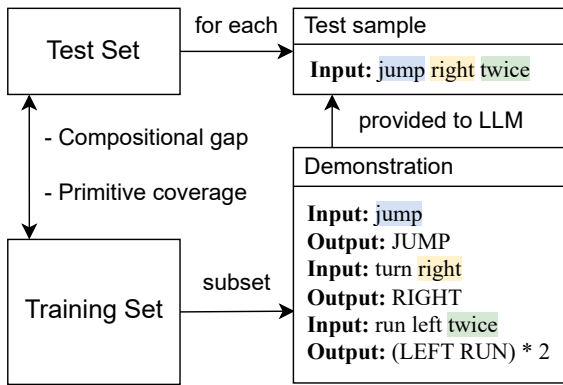 Test Set
for each
Test sample
Input: jump right twice
- Compositional gap
- Primitive coverage
provided to LLM
Training Set
subset
Demonstration
Input: jump
Output: JUMP
Input: turn right
Output: RIGHT
Input: run left twice
Output: (LEFT RUN) * 2